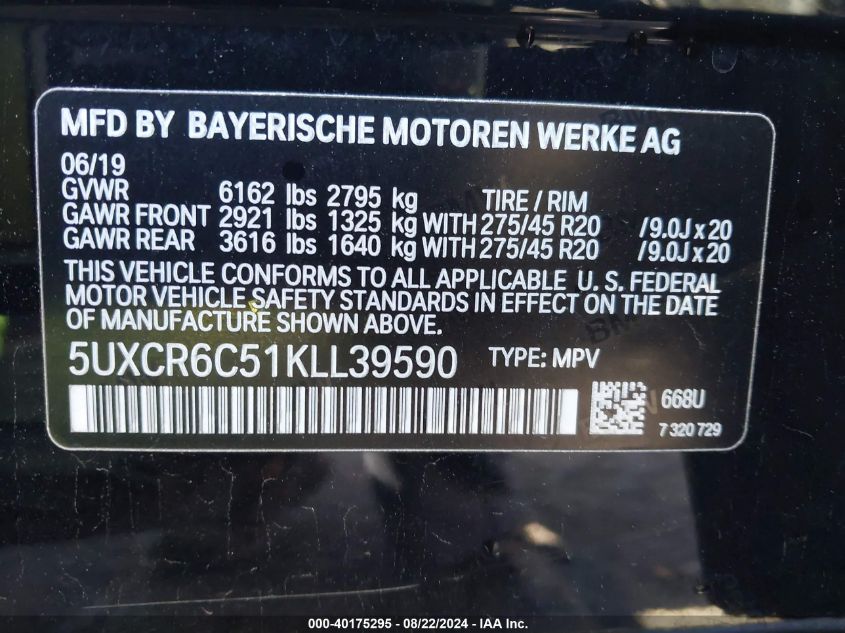 MFD BY BAYERISCHE MOTOREN WERKE AG
06/19
GVWR 6162 lbs 2795 kg TIRE / RIM
GAWR FRONT 2921 lbs 1325 kg WITH 275/45 R20 /9.0J x 20
GAWR REAR 3616 lbs 1640 kg WITH 275/45 R20 /9.0J x 20
THIS VEHICLE CONFORMS TO ALL APPLICABLE U. S. FEDERAL
MOTOR VEHICLE SAFETY STANDARDS IN EFFECT ON THE DATE
OF MANUFACTURE SHOWN ABOVE.
5UXCR6C51KLL39590 TYPE: MPV
668U
7 320 729
000-40175295 - 08/22/2024 - IAA Inc.